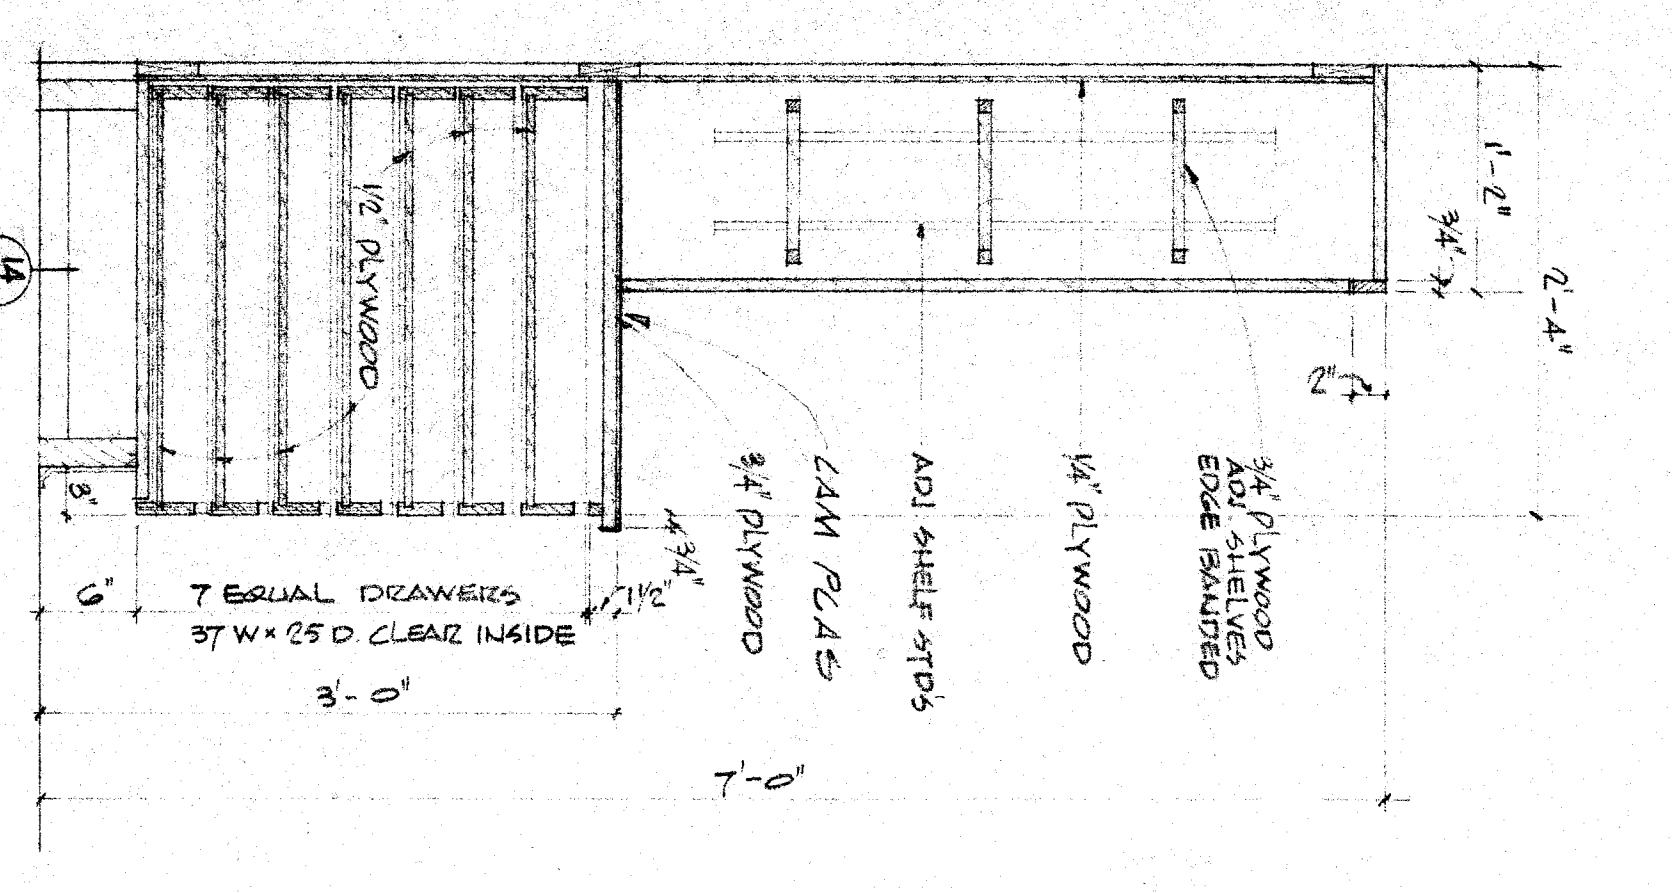 1'-2"
3/4"
2'-4"
14
1/2" PLYWOOD
2"
3/4" PLYWOOD
LAM PLAS
ADJ SHELF STD'S
1/4" PLYWOOD
3/4" PLYWOOD
ADJ. SHELVES
EDGE BANDED
3"
3/4"
6"
7 EQUAL DRAWERS
37 W x 25 D. CLEAR INSIDE
1 1/2"
3'-0"
7'-0"